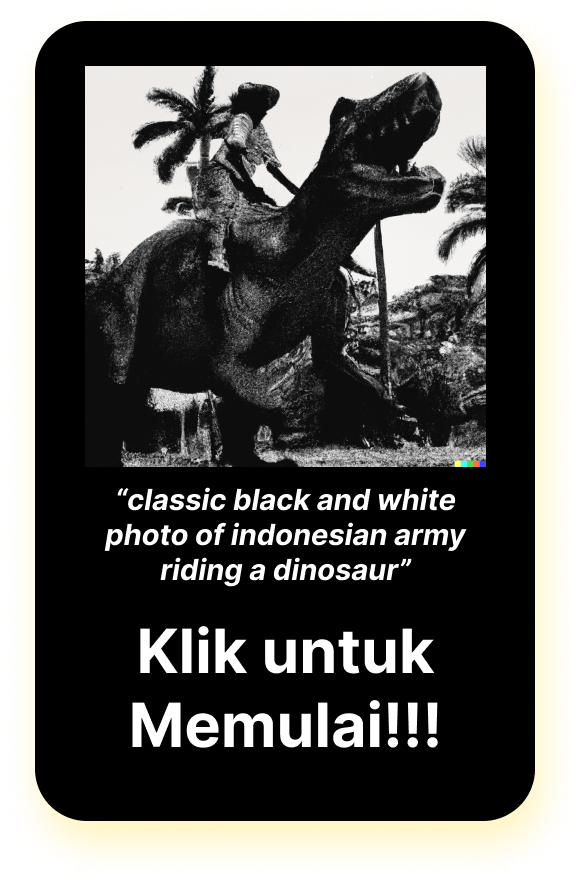 “classic black and white
photo of indonesian army
riding a dinosaur”
Klik untuk
Memulai!!!